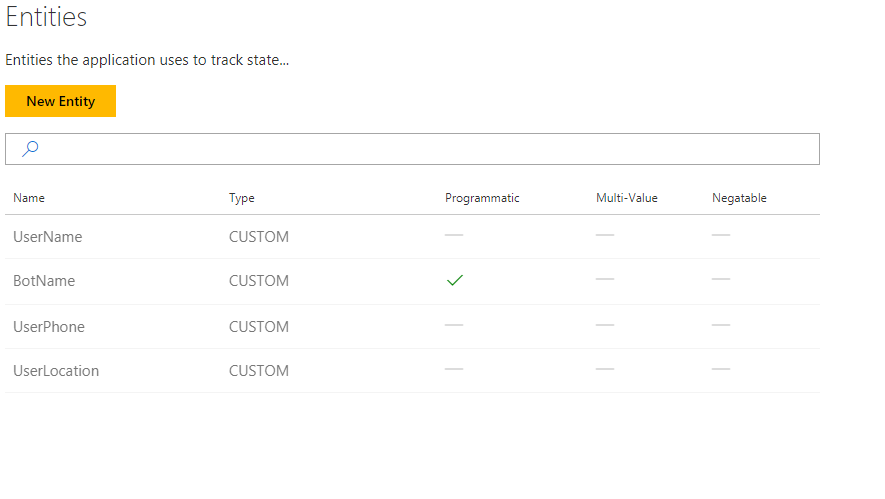 Entities
Entities the application uses to track state...
New Entity
Name Type Programmatic Multi-Value Negatable
UserName CUSTOM
BotName CUSTOM
UserPhone CUSTOM
UserLocation CUSTOM